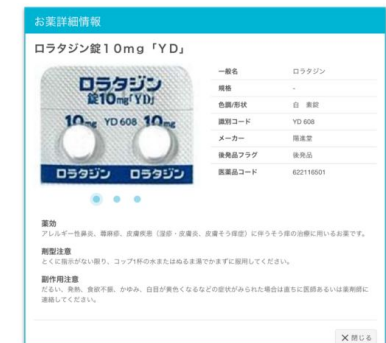 お薬詳細情報
ロラタジン錠10mg「YD」
ロラタジン
錠10mg「YD」
10mg YD 608 10mg
ロラタジン ロラタジン
一般名 ロラタジン
規格 -
色調/形状 白 素錠
識別コード YD 608
メーカー 陽進堂
後発品フラグ 後発品
医薬品コード 622116501
薬効
アレルギー性鼻炎、蕁麻疹、皮膚疾患（湿疹・皮膚炎、皮膚そう痒症）に伴うそう痒の治療に用いるお薬です。
剤型注意
とくに指示がない限り、コップ1杯の水またはぬるま湯でかまずに服用してください。
副作用注意
だるい、発熱、食欲不振、かゆみ、白目が黄色くなるなどの症状がみられた場合は直ちに医師あるいは薬剤師に
連絡してください。
✕ 閉じる